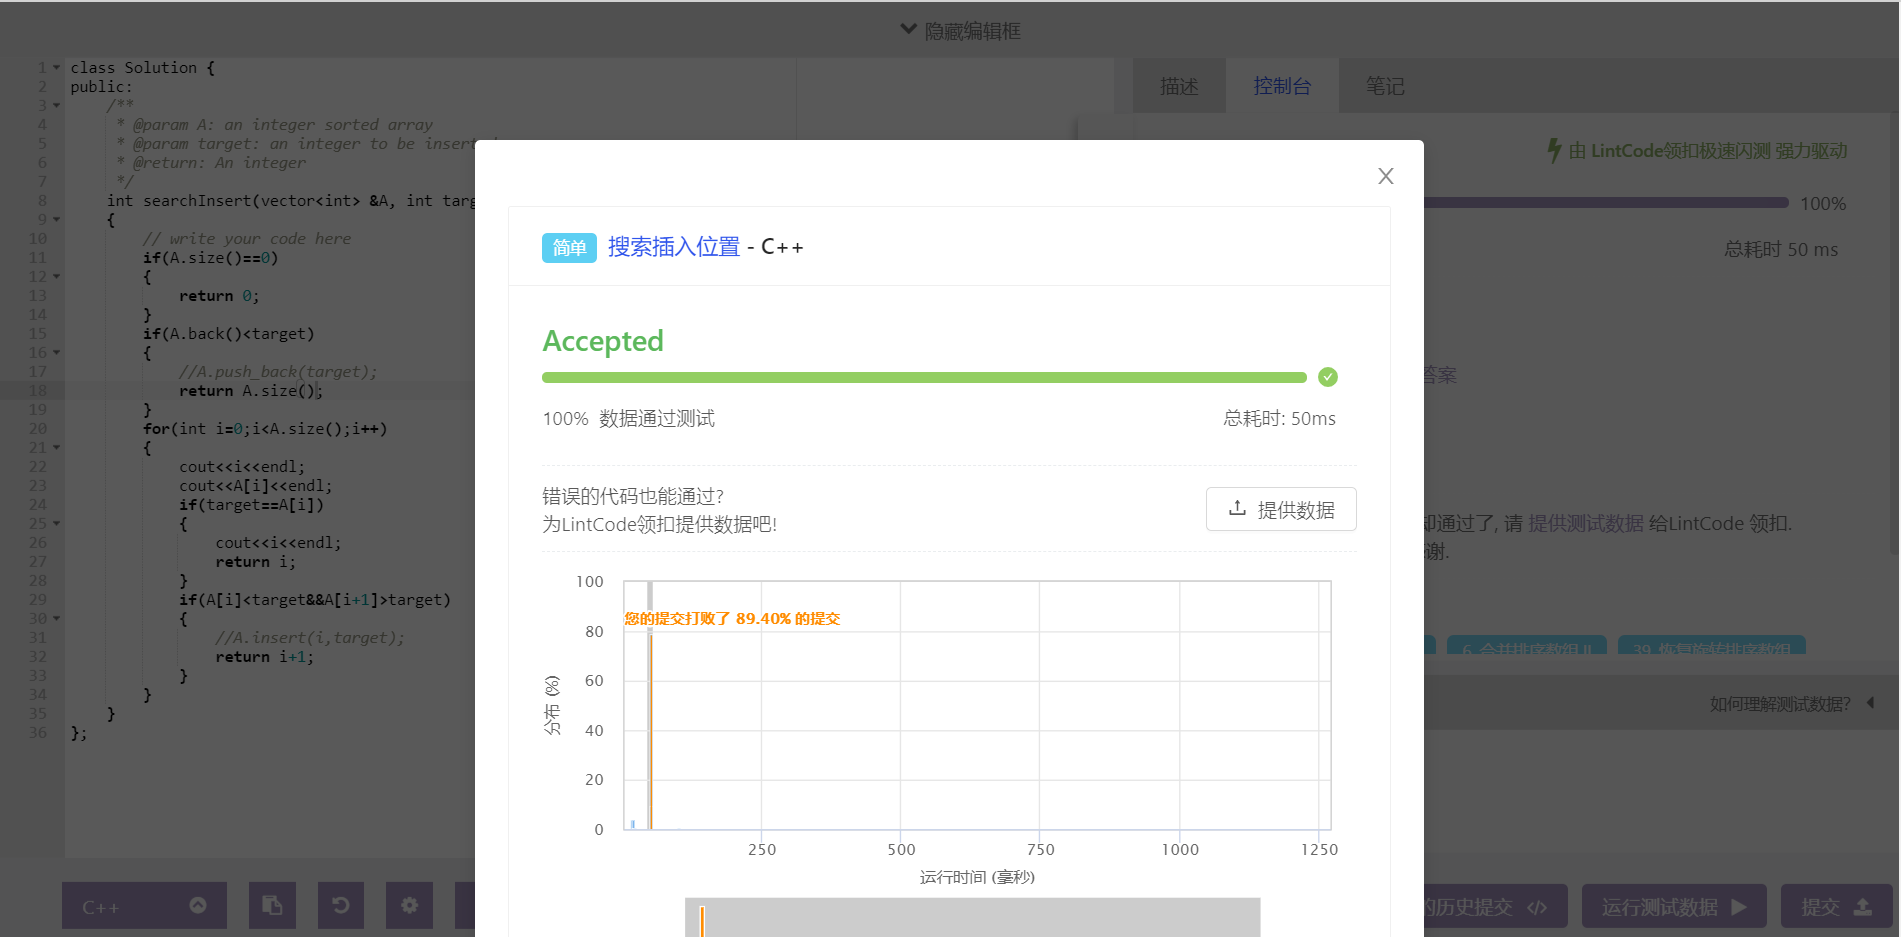 隐藏编辑框
1 class Solution {
2 public:
3 /**
4 * @param A: an integer sorted array
5 * @param target: an integer to be insert
6 * @return: An integer
7 */
8 int searchInsert(vector<int> &A, int targ
9 {
10 // write your code here
11 if(A.size()==0)
12 {
13 return 0;
14 }
15 if(A.back()<target)
16 {
17 //A.push_back(target);
18 return A.size();
19 }
20 for(int i=0;i<A.size();i++)
21 {
22 cout<<i<<endl;
23 cout<<A[i]<<endl;
24 if(target==A[i])
25 {
26 cout<<i<<endl;
27 return i;
28 }
29 if(A[i]<target&&A[i+1]>target)
30 {
31 //A.insert(i,target);
32 return i+1;
33 }
34 }
35 }
36 };
描述 控制台 笔记
由 LintCode领扣极速闪测 强力驱动
100%
总耗时 50 ms
答案
却通过了, 请 提供测试数据 给LintCode 领扣.
谢.
6. 合并排序数组 II 39. 恢复旋转排序数组
如何理解测试数据?
X
简单 搜索插入位置 - C++
Accepted
100% 数据通过测试 总耗时: 50ms
错误的代码也能通过?
为LintCode领扣提供数据吧!
提供数据
您的提交打败了 89.40% 的提交
分布 (%)
100
80
60
40
20
0
250 500 750 1000 1250
运行时间 (毫秒)
C++
的历史提交 </> 运行测试数据 提交